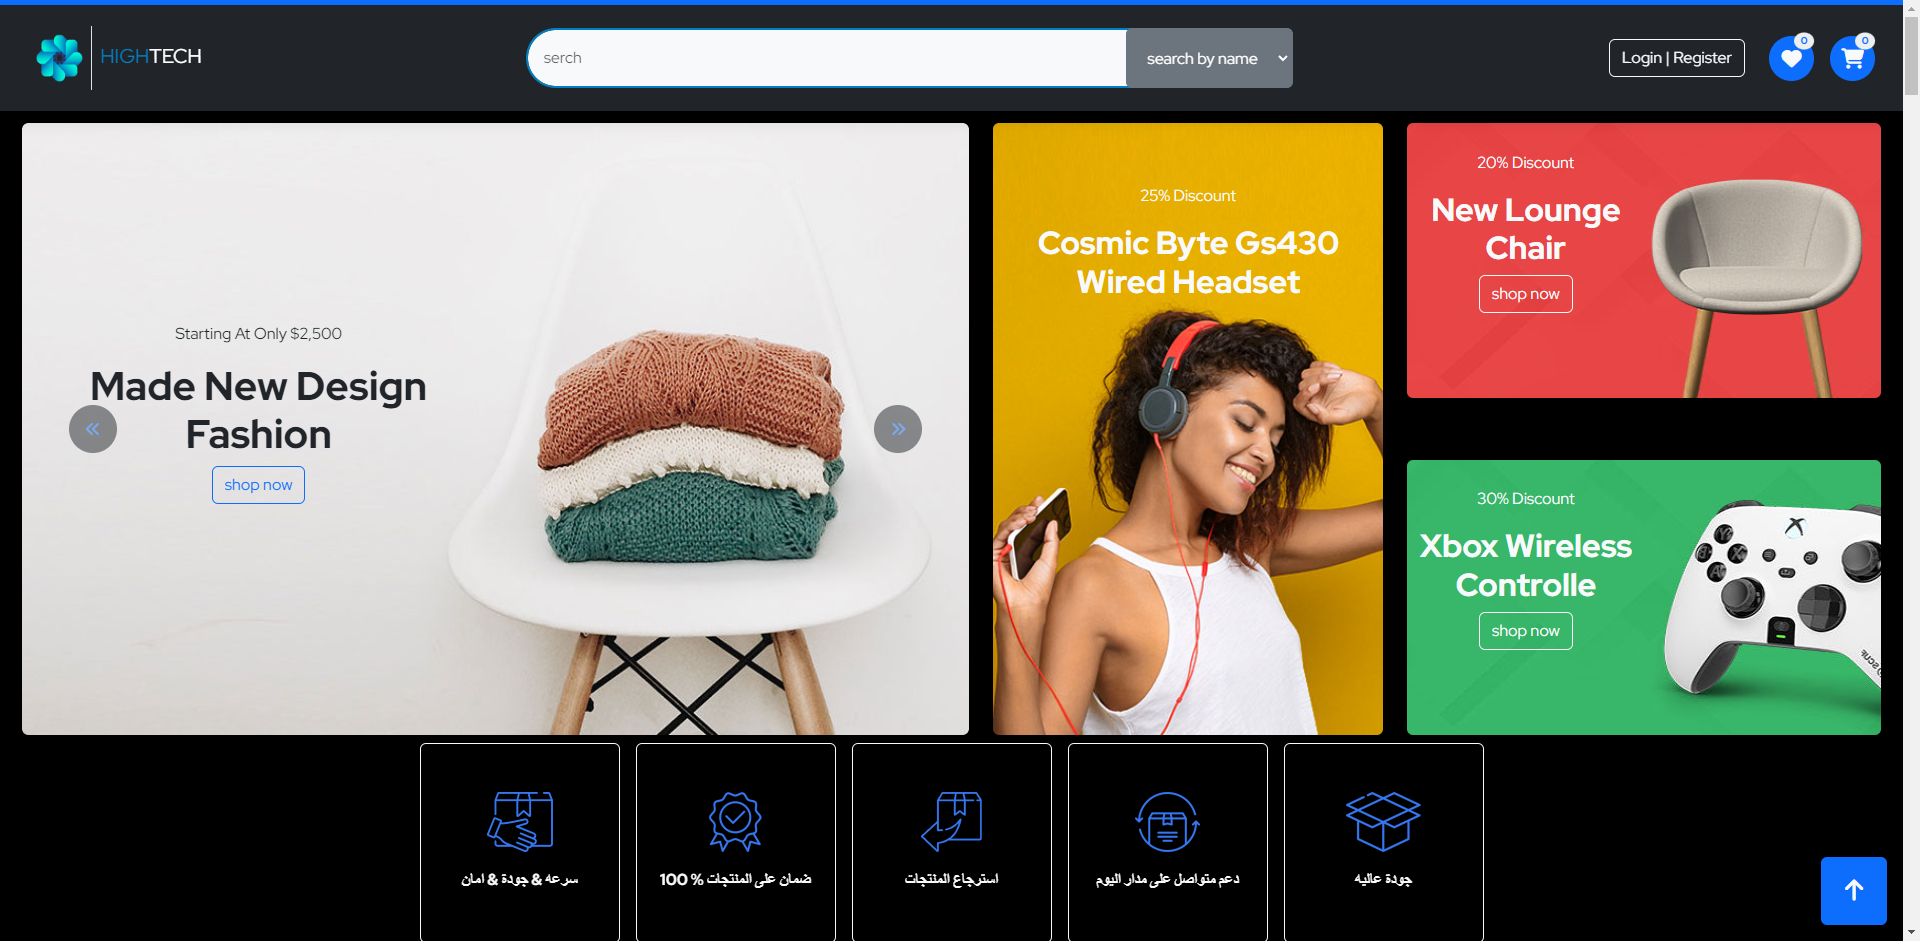 HIGHTECH
serch
search by name
Login | Register
0
0
Starting At Only $2,500
Made New Design
Fashion
shop now
25% Discount
Cosmic Byte Gs430
Wired Headset
20% Discount
New Lounge
Chair
shop now
30% Discount
Xbox Wireless
Controlle
shop now
Y
B
X
A
سرعه & جودة & امان
ضمان على المنتجات % 100
استرجاع المنتجات
دعم متواصل على مدار اليوم
جودة عاليه